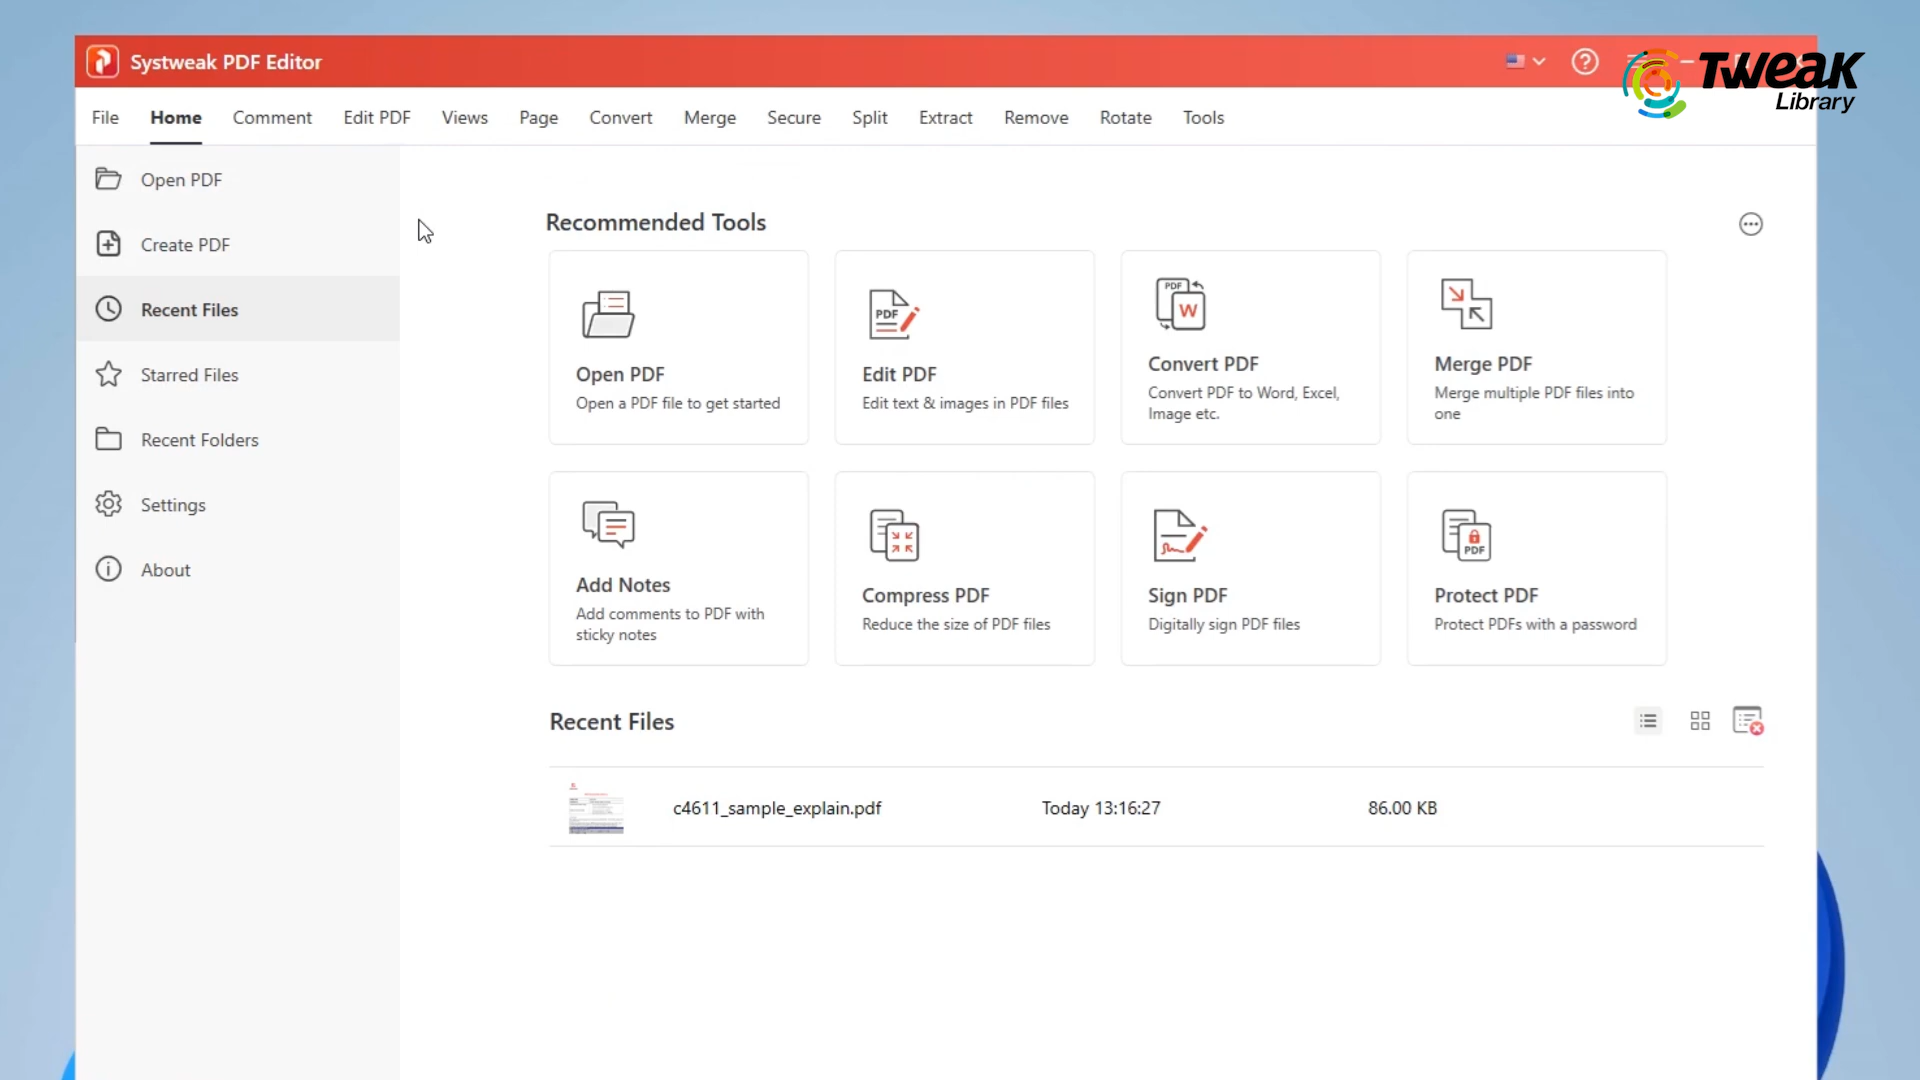 Systweak PDF Editor
TWEAK
Library
File Home Comment Edit PDF Views Page Convert Merge Secure Split Extract Remove Rotate Tools
Open PDF
Create PDF
Recent Files
Starred Files
Recent Folders
Settings
About
Recommended Tools
Open PDF
Open a PDF file to get started
PDF
Edit PDF
Edit text & images in PDF files
PDF
W
Convert PDF
Convert PDF to Word, Excel,
Image etc.
Merge PDF
Merge multiple PDF files into
one
Add Notes
Add comments to PDF with
sticky notes
Compress PDF
Reduce the size of PDF files
Sign PDF
Digitally sign PDF files
PDF
Protect PDF
Protect PDFs with a password
Recent Files
c4611_sample_explain.pdf Today 13:16:27 86.00 KB